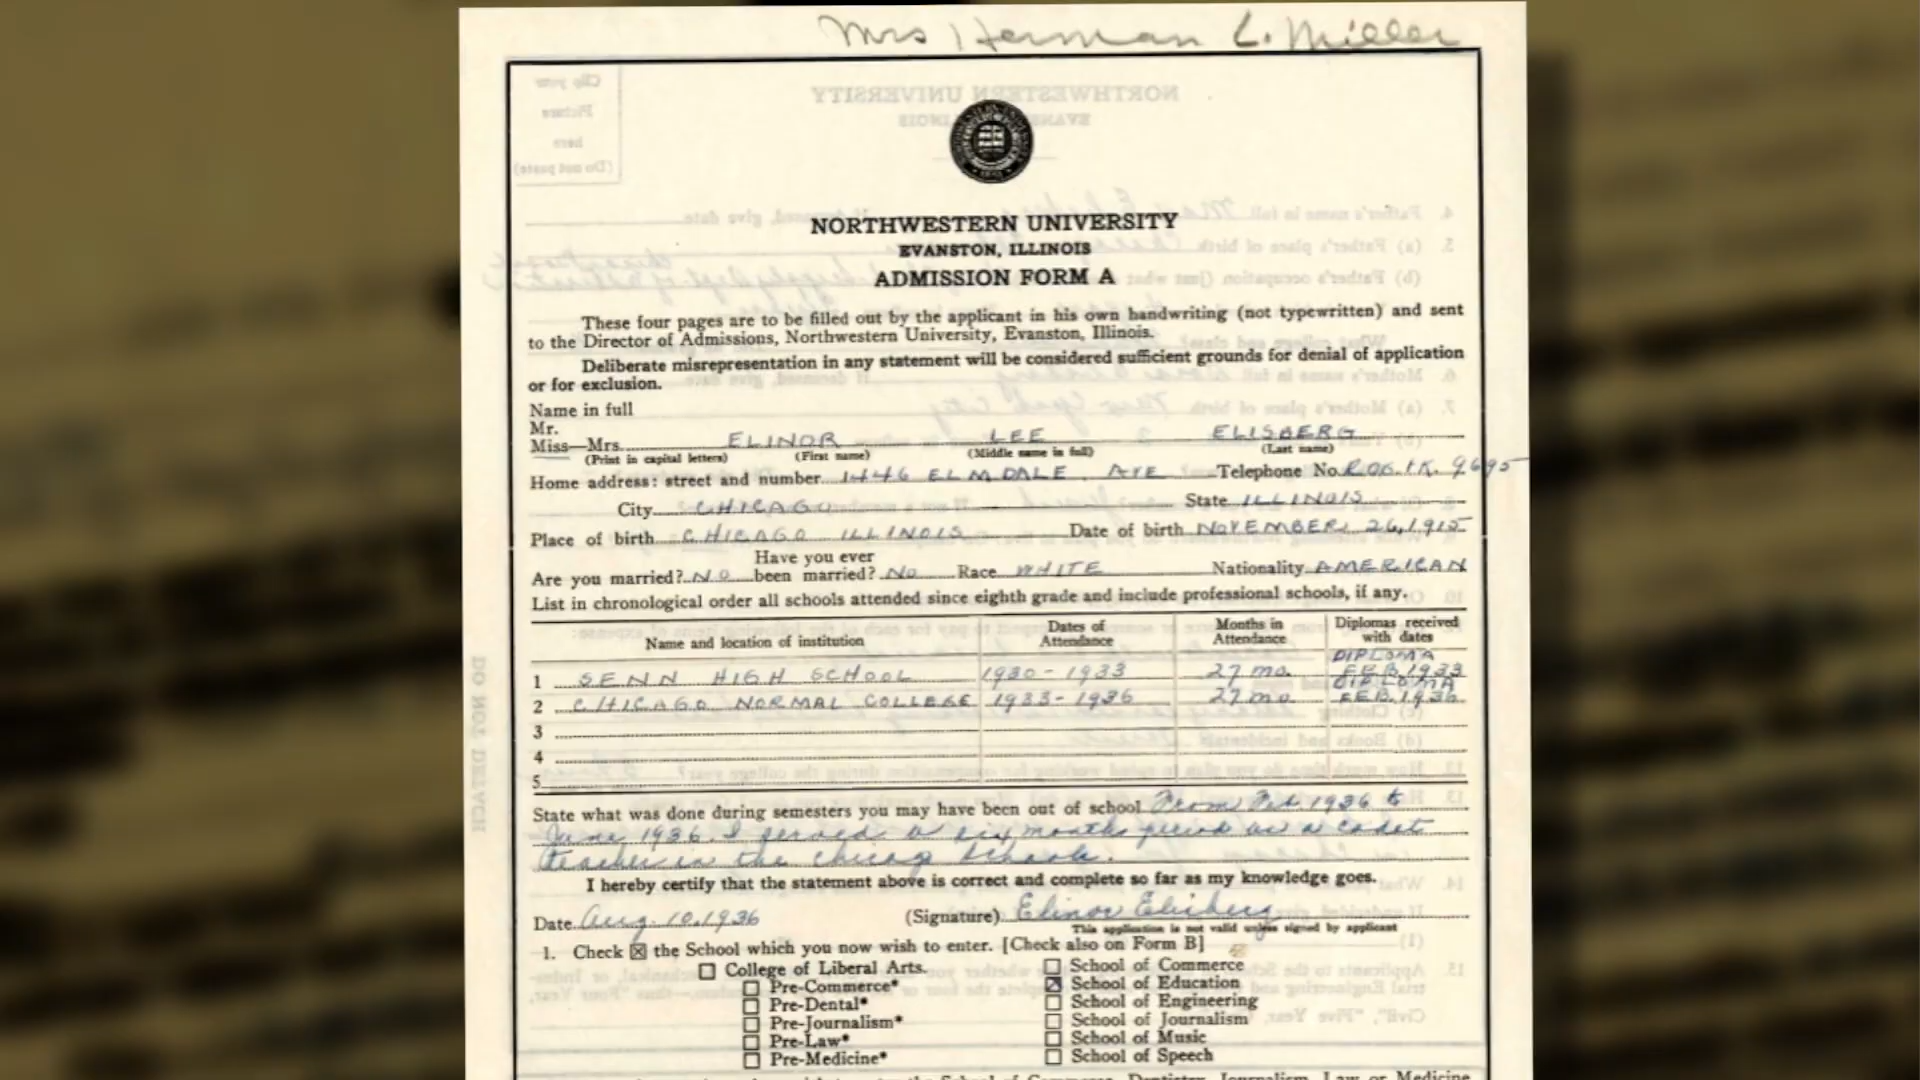 Mrs Herman L. Miller
NORTHWESTERN UNIVERSITY
EVANSTON, ILLINOIS
ADMISSION FORM A
These four pages are to be filled out by the applicant in his own handwriting (not typewritten) and sent
to the Director of Admissions, Northwestern University, Evanston, Illinois.
Deliberate misrepresentation in any statement will be considered sufficient grounds for denial of application
or for exclusion.
Name in full
Mr.
Miss—Mrs. ELINOR LEE ELISBERG
(Print in capital letters) (First name) (Middle name in full) (Last name)
Home address: street and number 1446 ELMDALE AVE Telephone No. ROG. PK. 9695
City CHICAGO State ILLINOIS
Place of birth CHICAGO ILLINOIS Date of birth NOVEMBER 26, 1915
Have you ever
Are you married? NO been married? NO Race WHITE Nationality AMERICAN
List in chronological order all schools attended since eighth grade and include professional schools, if any.
Name and location of institution Dates of Attendance Months in Attendance Diplomas received with dates
1 SENN HIGH SCHOOL 1930-1933 27 mo. DIPLOMA FEB. 1933
2 CHICAGO NORMAL COLLEGE 1933-1936 27 mo. DIPLOMA FEB. 1936
3
4
5
State what was done during semesters you may have been out of school From Feb 1936 to
June 1936 I served a six months period as a cadet
teacher in the Chicago Schools.
I hereby certify that the statement above is correct and complete so far as my knowledge goes.
Date Aug. 10, 1936 (Signature) Elinor Elisberg
This application is not valid unless signed by applicant
1. Check ☒ the School which you now wish to enter. [Check also on Form B]
College of Liberal Arts. School of Commerce
Pre-Commerce* School of Education
Pre-Dental* School of Engineering
Pre-Journalism* School of Journalism
Pre-Law* School of Music
Pre-Medicine* School of Speech
DO NOT DETACH